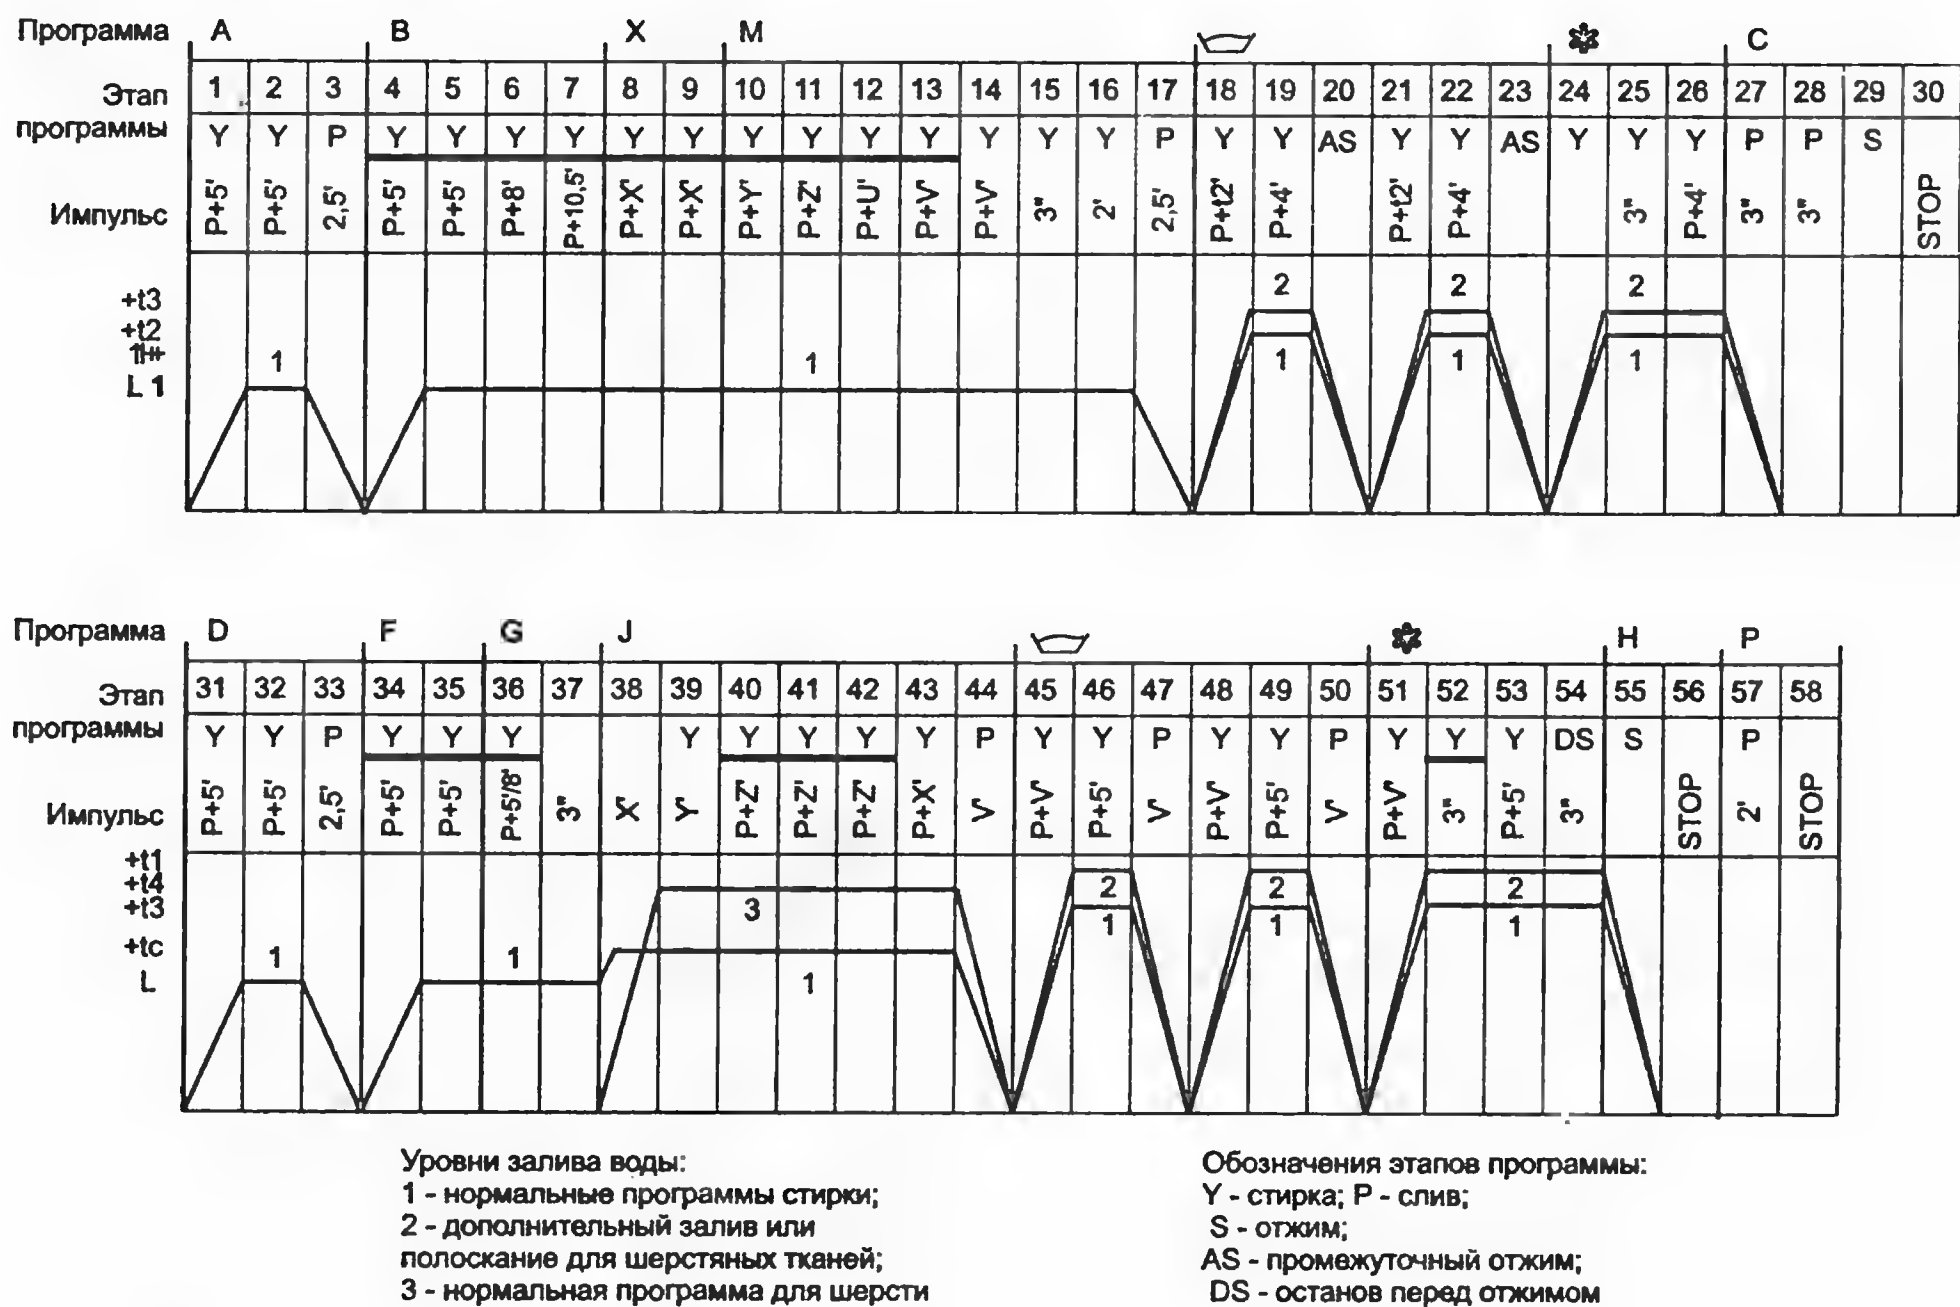 Программа A B X M C
Этап 1 2 3 4 5 6 7 8 9 10 11 12 13 14 15 16 17 18 19 20 21 22 23 24 25 26 27 28 29 30
программы Y Y P Y Y Y Y Y Y Y Y Y Y Y Y Y P Y Y AS Y Y AS Y Y Y P P S
Импульс P+5' P+5' 2,5' P+5' P+5' P+8' P+10,5' P+X' P+X' P+Y' P+Z' P+U' P+V' P+V' 3" 2' 2,5' P+t2' P+4' P+t2' P+4' 3" P+4' 3" 3" STOP
+t3 2 2 2
+t2
1 1 1 1 1
L 1
Программа D F G J H P
Этап 31 32 33 34 35 36 37 38 39 40 41 42 43 44 45 46 47 48 49 50 51 52 53 54 55 56 57 58
программы Y Y P Y Y Y Y Y Y Y Y P Y Y P Y Y P Y Y Y DS S P
Импульс P+5' P+5' 2,5' P+5' P+5' P+5'/8' 3" X' Y' P+Z' P+Z' P+Z' P+X' V' P+V' P+5' V' P+V' P+5' V' P+V' 3" P+5' 3" STOP 2' STOP
+t1
+t4 2 2 2
+t3 3 1 1 1
+tc 1 1
L 1
Уровни залива воды:
1 - нормальные программы стирки;
2 - дополнительный залив или
полоскание для шерстяных тканей;
3 - нормальная программа для шерсти
Обозначения этапов программы:
Y - стирка; P - слив;
S - отжим;
AS - промежуточный отжим;
DS - останов перед отжимом